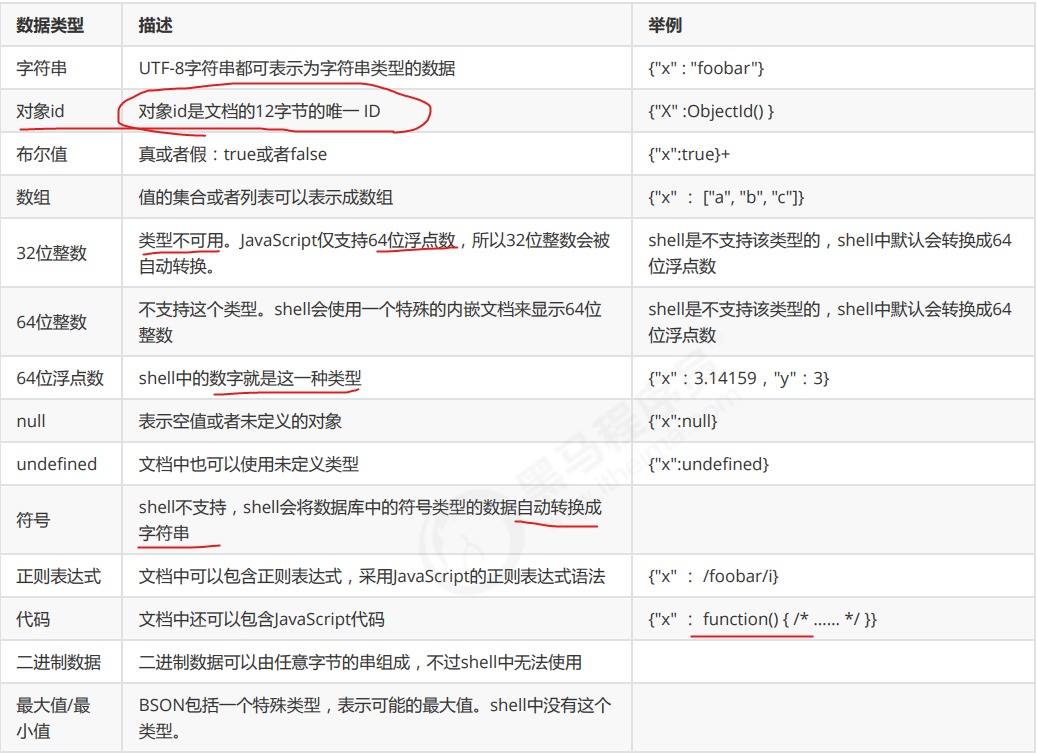 数据类型 描述 举例
字符串 UTF-8字符串都可表示为字符串类型的数据 {"x" : "foobar"}
对象id 对象id是文档的12字节的唯一 ID {"X" :ObjectId() }
布尔值 真或者假：true或者false {"x":true}+
数组 值的集合或者列表可以表示成数组 {"x" ： ["a", "b", "c"]}
32位整数 类型不可用。JavaScript仅支持64位浮点数，所以32位整数会被 shell是不支持该类型的，shell中默认会转换成64
自动转换。 位浮点数
64位整数 不支持这个类型。shell会使用一个特殊的内嵌文档来显示64位 shell是不支持该类型的，shell中默认会转换成64
整数 位浮点数
64位浮点数 shell中的数字就是这一种类型 {"x"：3.14159，"y"：3}
null 表示空值或者未定义的对象 {"x":null}
undefined 文档中也可以使用未定义类型 {"x":undefined}
符号 shell不支持，shell会将数据库中的符号类型的数据自动转换成
字符串
正则表达式 文档中可以包含正则表达式，采用JavaScript的正则表达式语法 {"x" ： /foobar/i}
代码 文档中还可以包含JavaScript代码 {"x" ： function() { /* …… */ }}
二进制数据 二进制数据可以由任意字节的串组成，不过shell中无法使用
最大值/最 BSON包括一个特殊类型，表示可能的最大值。shell中没有这个
小值 类型。
黑马程序员